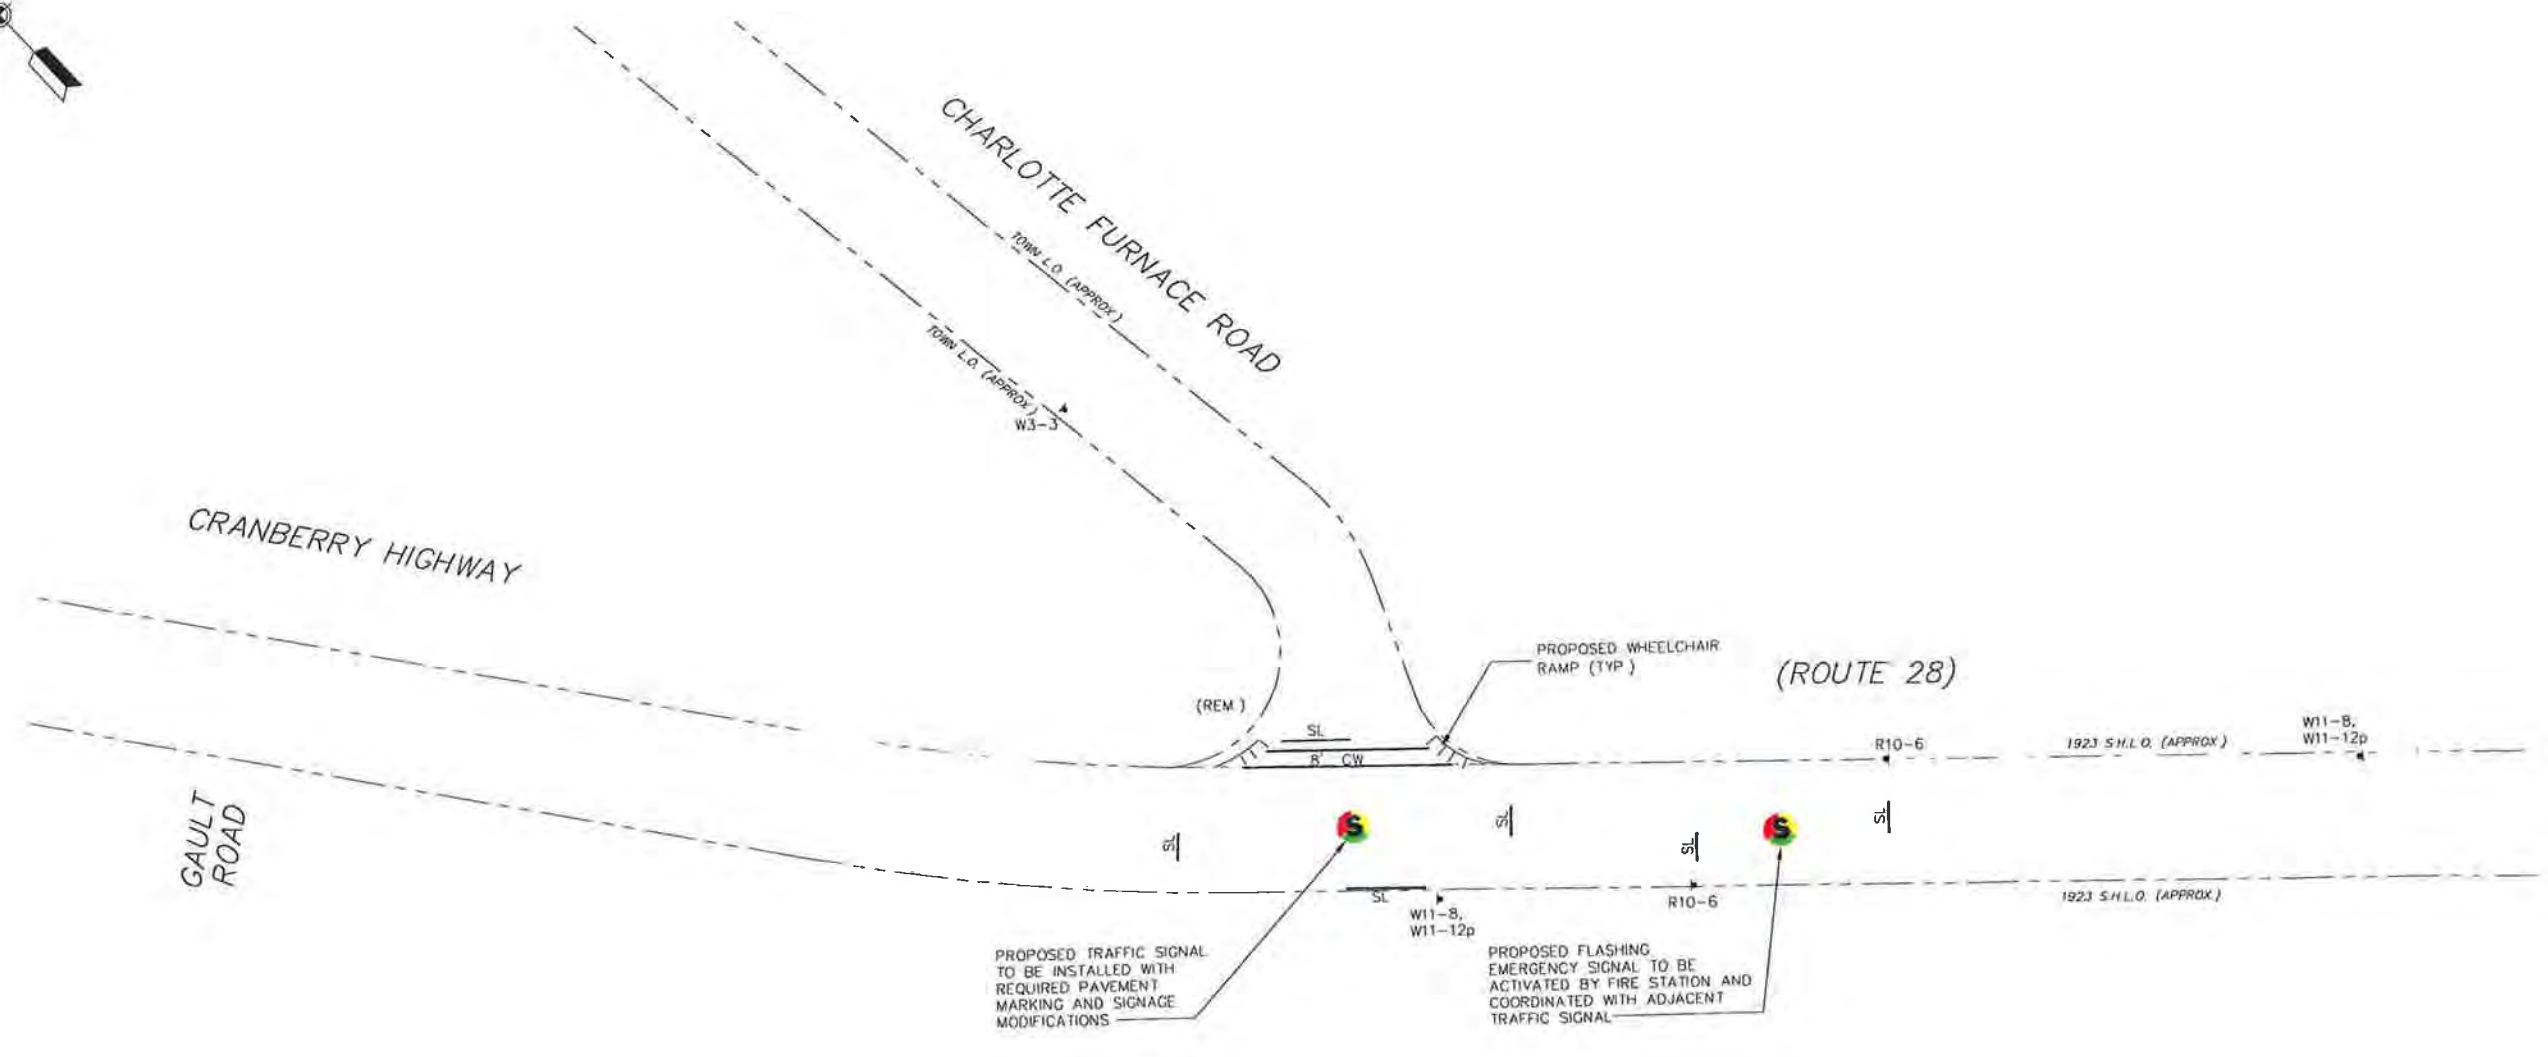 CHARLOTTE FURNACE ROAD
TOWN L.O. (APPROX.)
TOWN L.O. (APPROX.)
W3-3
CRANBERRY HIGHWAY
GAULT
ROAD
(REM.)
PROPOSED WHEELCHAIR
RAMP (TYP.)
(ROUTE 28)
SL
8' CW
R10-6
1923 S.H.L.O. (APPROX.)
W11-8,
W11-12p
SL
S
SL
SL
S
SL
SL
W11-8,
W11-12p
R10-6
1923 S.H.L.O. (APPROX.)
PROPOSED TRAFFIC SIGNAL
TO BE INSTALLED WITH
REQUIRED PAVEMENT
MARKING AND SIGNAGE
MODIFICATIONS
PROPOSED FLASHING
EMERGENCY SIGNAL TO BE
ACTIVATED BY FIRE STATION AND
COORDINATED WITH ADJACENT
TRAFFIC SIGNAL